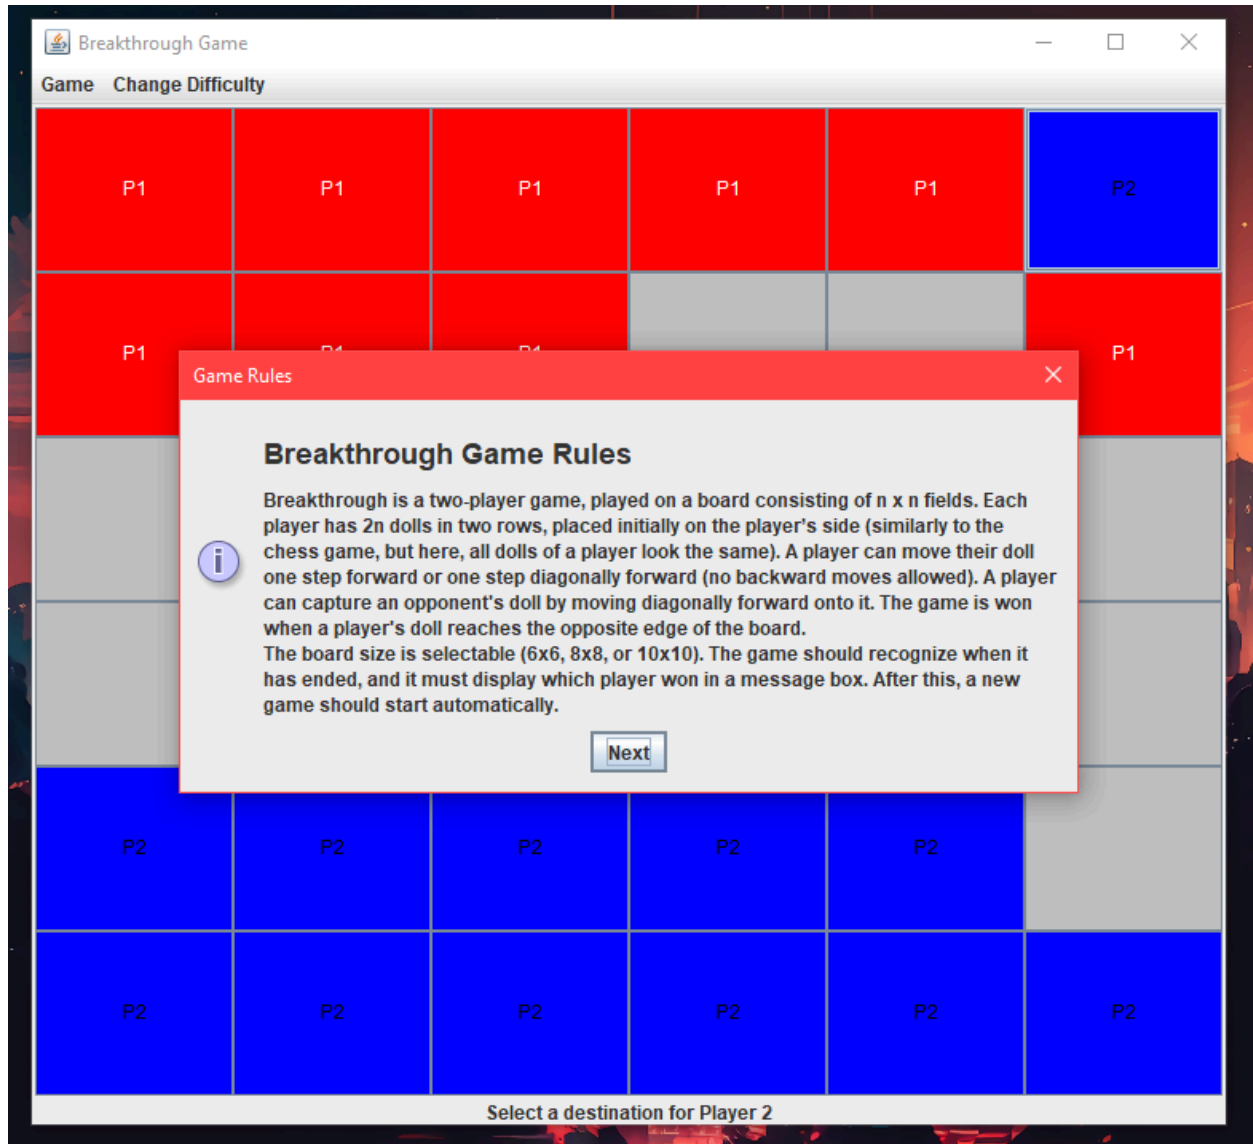 Breakthrough Game
Game Change Difficulty
P1 P1 P1 P1 P1 P2
P1 P1 P1 P1
Game Rules
Breakthrough Game Rules
Breakthrough is a two-player game, played on a board consisting of n x n fields. Each
player has 2n dolls in two rows, placed initially on the player's side (similarly to the
chess game, but here, all dolls of a player look the same). A player can move their doll
one step forward or one step diagonally forward (no backward moves allowed). A player
can capture an opponent's doll by moving diagonally forward onto it. The game is won
when a player's doll reaches the opposite edge of the board.
The board size is selectable (6x6, 8x8, or 10x10). The game should recognize when it
has ended, and it must display which player won in a message box. After this, a new
game should start automatically.
Next
P2 P2 P2 P2 P2
P2 P2 P2 P2 P2 P2
Select a destination for Player 2